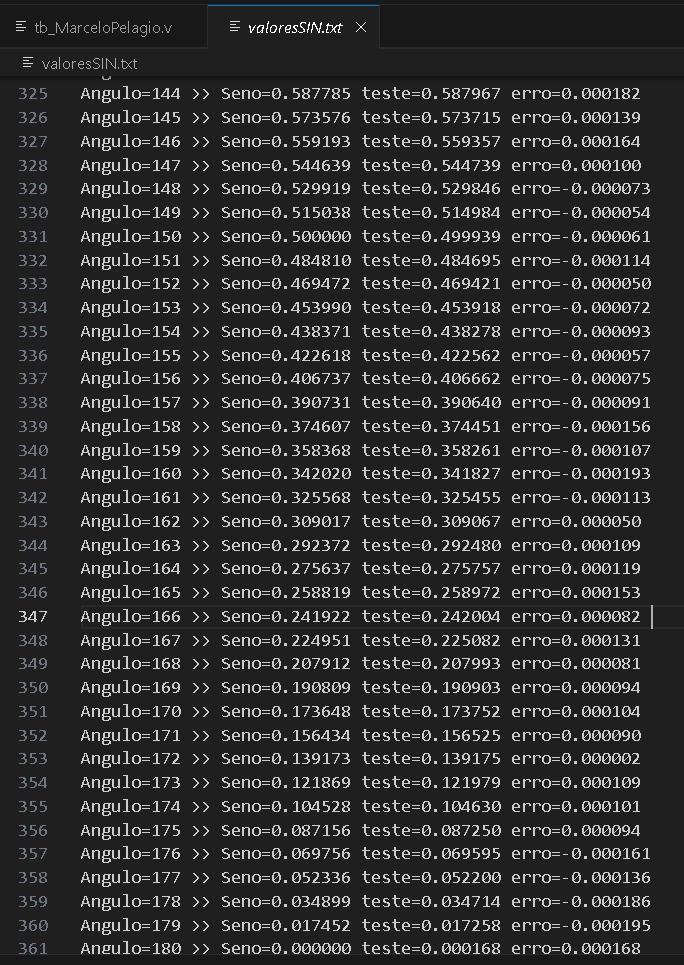 tb_MarceloPelagio.v
valoresSIN.txt
valoresSIN.txt
325 Angulo=144 >> Seno=0.587785 teste=0.587967 erro=0.000182
326 Angulo=145 >> Seno=0.573576 teste=0.573715 erro=0.000139
327 Angulo=146 >> Seno=0.559193 teste=0.559357 erro=0.000164
328 Angulo=147 >> Seno=0.544639 teste=0.544739 erro=0.000100
329 Angulo=148 >> Seno=0.529919 teste=0.529846 erro=-0.000073
330 Angulo=149 >> Seno=0.515038 teste=0.514984 erro=-0.000054
331 Angulo=150 >> Seno=0.500000 teste=0.499939 erro=-0.000061
332 Angulo=151 >> Seno=0.484810 teste=0.484695 erro=-0.000114
333 Angulo=152 >> Seno=0.469472 teste=0.469421 erro=-0.000050
334 Angulo=153 >> Seno=0.453990 teste=0.453918 erro=-0.000072
335 Angulo=154 >> Seno=0.438371 teste=0.438278 erro=-0.000093
336 Angulo=155 >> Seno=0.422618 teste=0.422562 erro=-0.000057
337 Angulo=156 >> Seno=0.406737 teste=0.406662 erro=-0.000075
338 Angulo=157 >> Seno=0.390731 teste=0.390640 erro=-0.000091
339 Angulo=158 >> Seno=0.374607 teste=0.374451 erro=-0.000156
340 Angulo=159 >> Seno=0.358368 teste=0.358261 erro=-0.000107
341 Angulo=160 >> Seno=0.342020 teste=0.341827 erro=-0.000193
342 Angulo=161 >> Seno=0.325568 teste=0.325455 erro=-0.000113
343 Angulo=162 >> Seno=0.309017 teste=0.309067 erro=0.000050
344 Angulo=163 >> Seno=0.292372 teste=0.292480 erro=0.000109
345 Angulo=164 >> Seno=0.275637 teste=0.275757 erro=0.000119
346 Angulo=165 >> Seno=0.258819 teste=0.258972 erro=0.000153
347 Angulo=166 >> Seno=0.241922 teste=0.242004 erro=0.000082
348 Angulo=167 >> Seno=0.224951 teste=0.225082 erro=0.000131
349 Angulo=168 >> Seno=0.207912 teste=0.207993 erro=0.000081
350 Angulo=169 >> Seno=0.190809 teste=0.190903 erro=0.000094
351 Angulo=170 >> Seno=0.173648 teste=0.173752 erro=0.000104
352 Angulo=171 >> Seno=0.156434 teste=0.156525 erro=0.000090
353 Angulo=172 >> Seno=0.139173 teste=0.139175 erro=0.000002
354 Angulo=173 >> Seno=0.121869 teste=0.121979 erro=0.000109
355 Angulo=174 >> Seno=0.104528 teste=0.104630 erro=0.000101
356 Angulo=175 >> Seno=0.087156 teste=0.087250 erro=0.000094
357 Angulo=176 >> Seno=0.069756 teste=0.069595 erro=-0.000161
358 Angulo=177 >> Seno=0.052336 teste=0.052200 erro=-0.000136
359 Angulo=178 >> Seno=0.034899 teste=0.034714 erro=-0.000186
360 Angulo=179 >> Seno=0.017452 teste=0.017258 erro=-0.000195
361 Angulo=180 >> Seno=0.000000 teste=0.000168 erro=0.000168